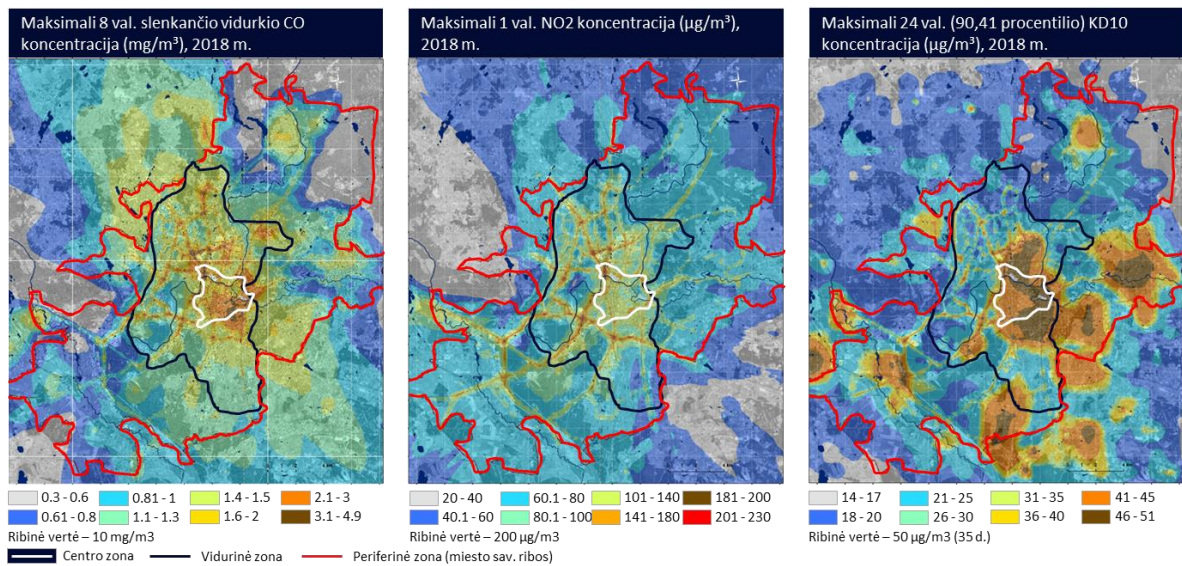 Maksimali 8 val. slenkančio vidurkio CO
koncentracija (mg/m³), 2018 m.
Maksimali 1 val. NO2 koncentracija (µg/m³),
2018 m.
Maksimali 24 val. (90,41 procentilio) KD10
koncentracija (µg/m³), 2018 m.
0.3 - 0.6
0.81 - 1
1.4 - 1.5
2.1 - 3
0.61 - 0.8
1.1 - 1.3
1.6 - 2
3.1 - 4.9
Ribinė vertė – 10 mg/m3
20 - 40
60.1 - 80
101 - 140
181 - 200
40.1 - 60
80.1 - 100
141 - 180
201 - 230
Ribinė vertė – 200 µg/m3
14 - 17
21 - 25
31 - 35
41 - 45
18 - 20
26 - 30
36 - 40
46 - 51
Ribinė vertė – 50 µg/m3 (35 d.)
Centro zona
Vidurinė zona
Periferinė zona (miesto sav. ribos)